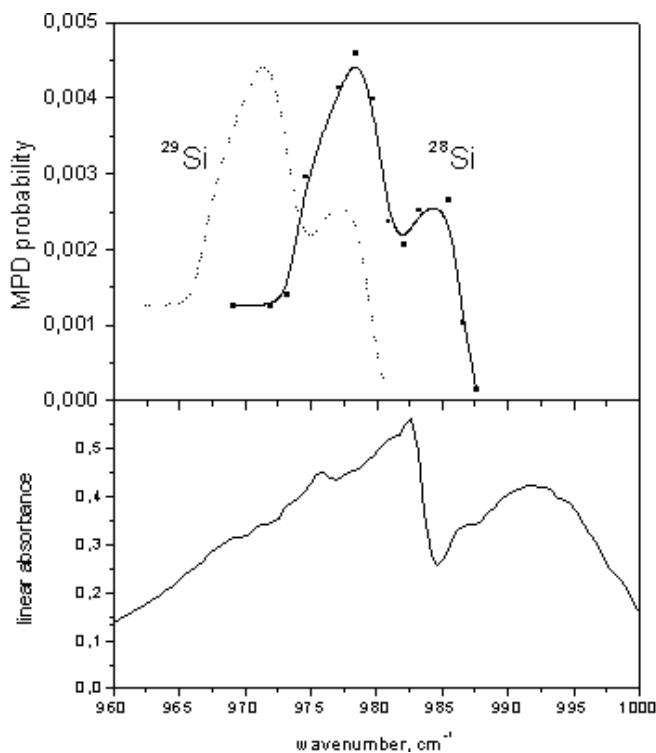 0,005
0,004
0,003
0,002
0,001
0,000
MPD probability
²⁹Si
²⁸Si
0,5
0,4
0,3
0,2
0,1
0,0
linear absorbance
960 965 970 975 980 985 990 995 1000
wavenumber, cm⁻¹